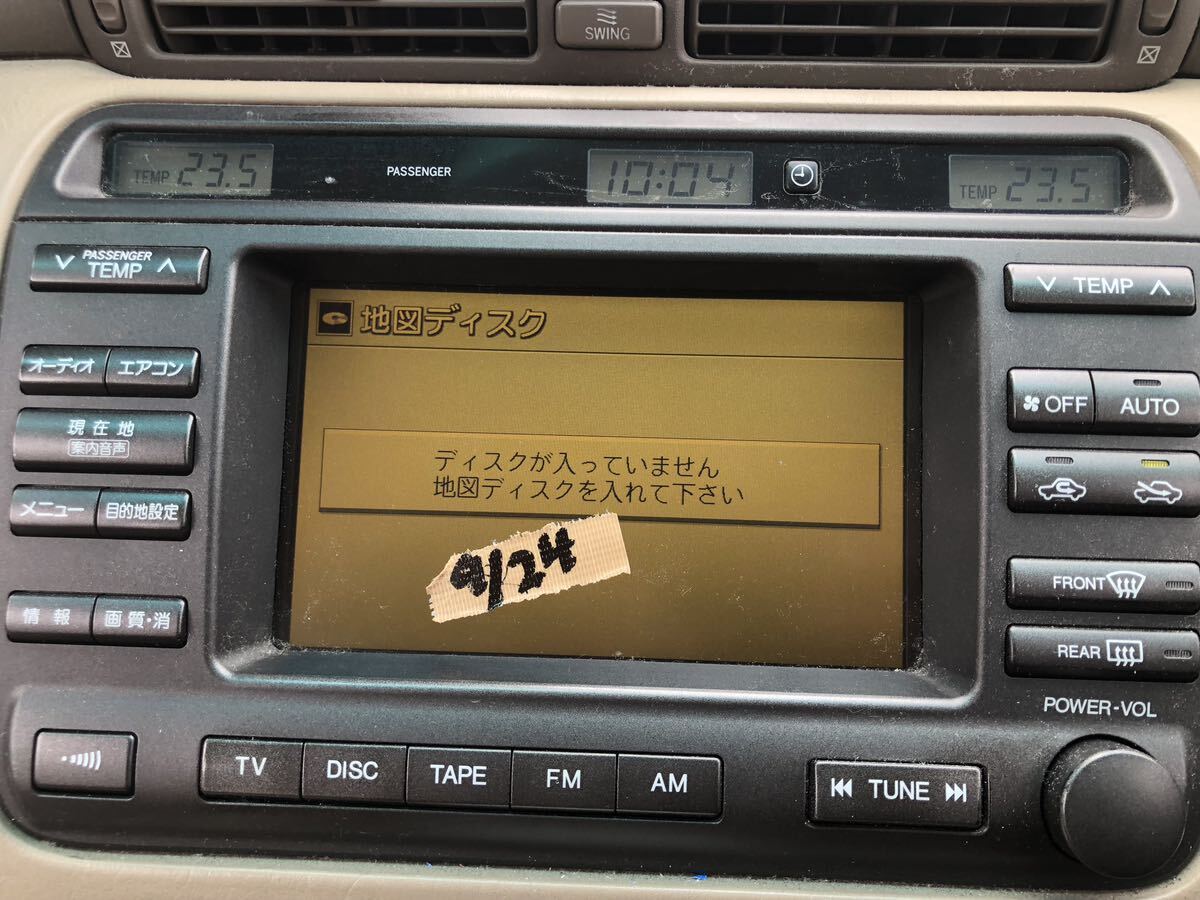 SWING
TEMP 23.5
PASSENGER
10:04
TEMP 23.5
PASSENGER
TEMP
TEMP
オーディオ
エアコン
現在地
案内音声
メニュー
目的地設定
情報
画質・消
地図ディスク
ディスクが入っていません
地図ディスクを入れて下さい
9/24
OFF
AUTO
FRONT
REAR
POWER-VOL
TV
DISC
TAPE
FM
AM
TUNE